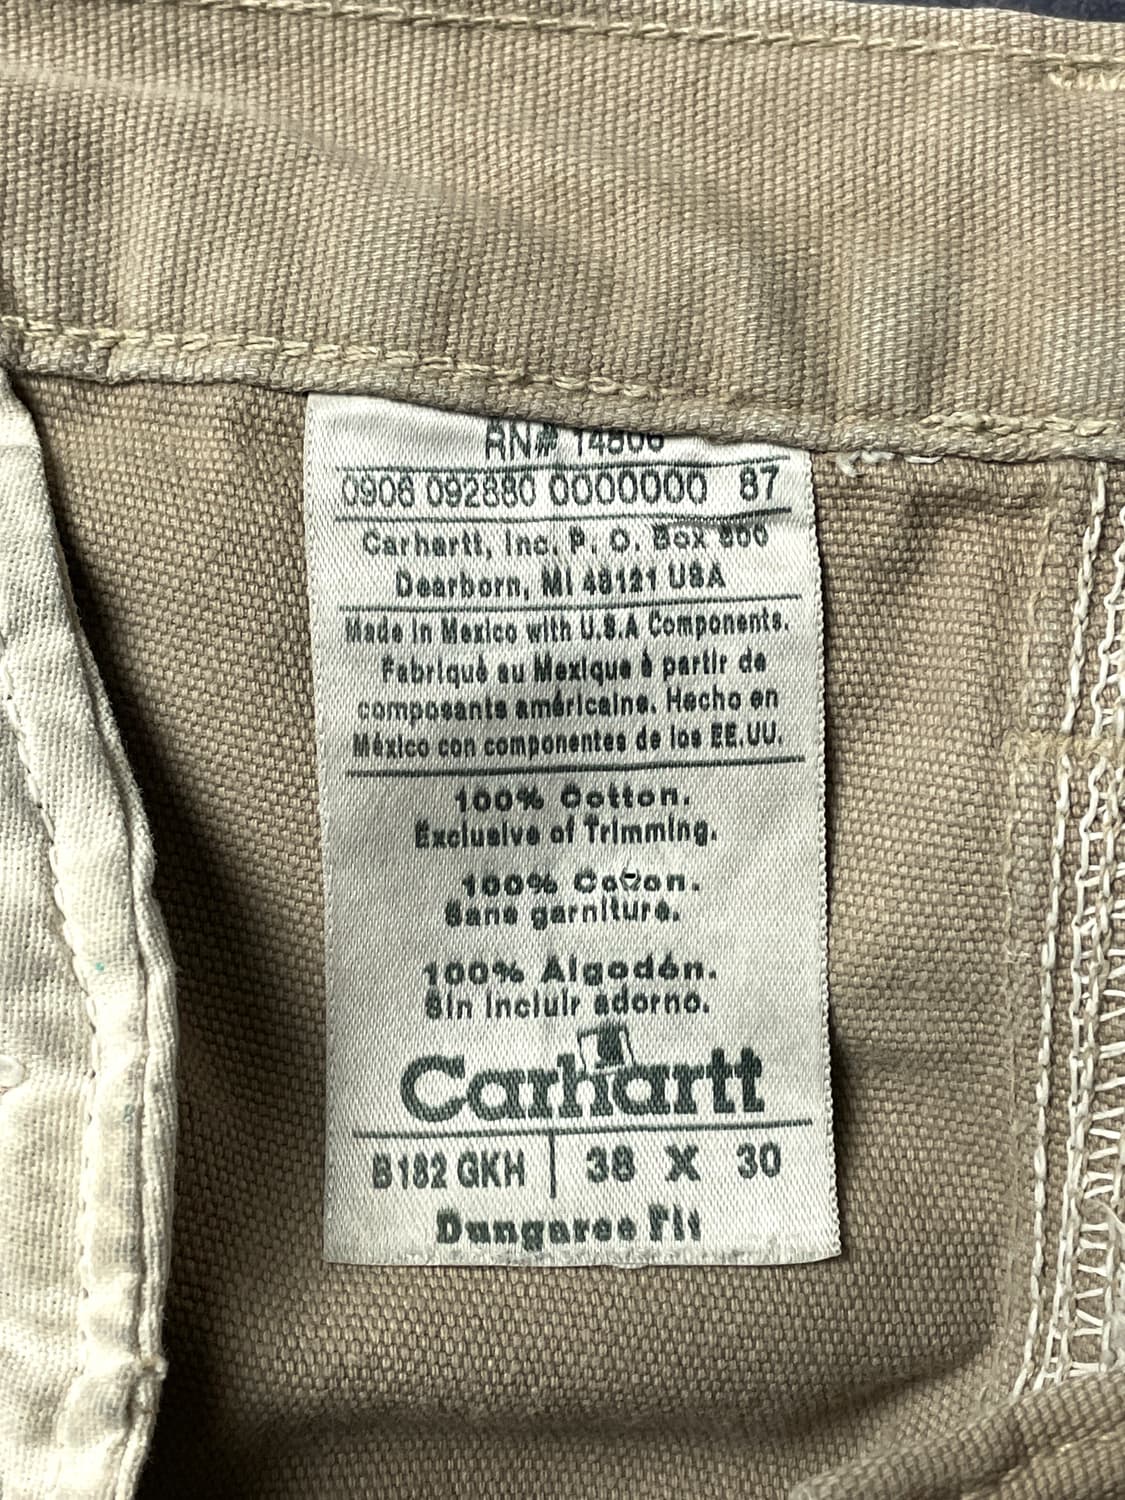 RN# 14806
0906 092880 0000000 87
Carhartt, Inc. P. O. Box 600
Dearborn, MI 48121 USA
Made in Mexico with U.S.A Components.
Fabriqué au Mexique à partir de
composants américains. Hecho en
México con componentes de los EE.UU.
100% Cotton.
Exclusive of Trimming.
100% Coton.
Sans garniture.
100% Algodón.
Sin incluir adorno.
Carhartt
B182 GKH 38 X 30
Dungaree Fit